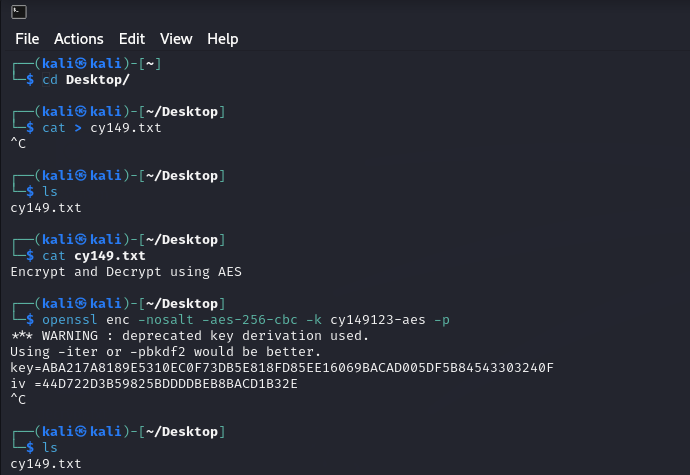 File Actions Edit View Help
┌──(kali㉿kali)-[~]
└─$ cd Desktop/
┌──(kali㉿kali)-[~/Desktop]
└─$ cat > cy149.txt
^C
┌──(kali㉿kali)-[~/Desktop]
└─$ ls
cy149.txt
┌──(kali㉿kali)-[~/Desktop]
└─$ cat cy149.txt
Encrypt and Decrypt using AES
┌──(kali㉿kali)-[~/Desktop]
└─$ openssl enc -nosalt -aes-256-cbc -k cy149123-aes -p
*** WARNING : deprecated key derivation used.
Using -iter or -pbkdf2 would be better.
key=ABA217A8189E5310EC0F73DB5E818FD85EE16069BACAD005DF5B84543303240F
iv =44D722D3B59825BDDDDBEB8BACD1B32E
^C
┌──(kali㉿kali)-[~/Desktop]
└─$ ls
cy149.txt